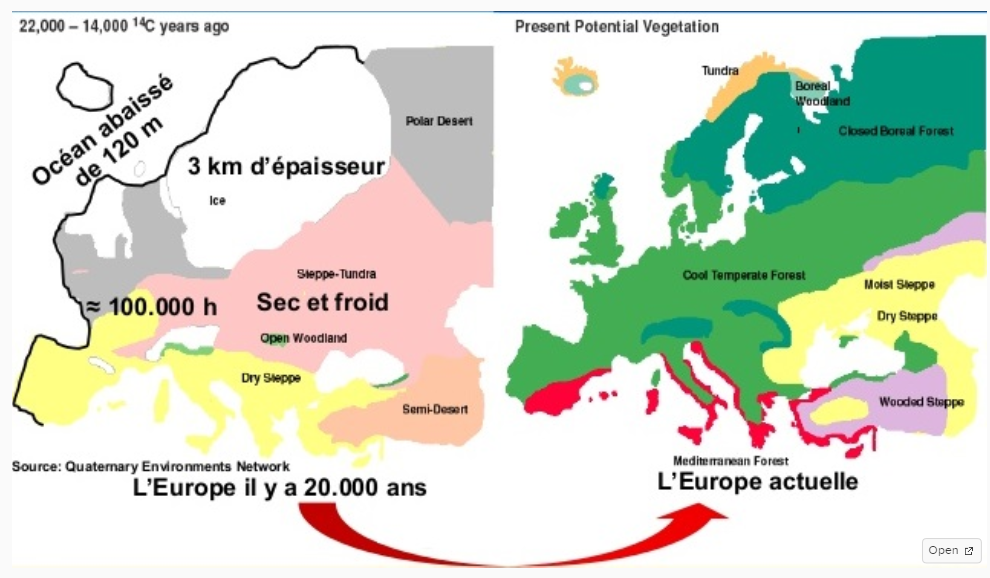 22,000 – 14,000 ¹⁴C years ago
Océan abaissé
de 120 m
3 km d’épaisseur
Ice
Polar Desert
Steppe-Tundra
≈ 100.000 h
Sec et froid
Open Woodland
Dry Steppe
Semi-Desert
Source: Quaternary Environments Network
L’Europe il y a 20.000 ans
Present Potential Vegetation
Tundra
Boreal
Woodland
Closed Boreal Forest
Cool Temperate Forest
Moist Steppe
Dry Steppe
Wooded Steppe
Mediterranean Forest
L’Europe actuelle
Open